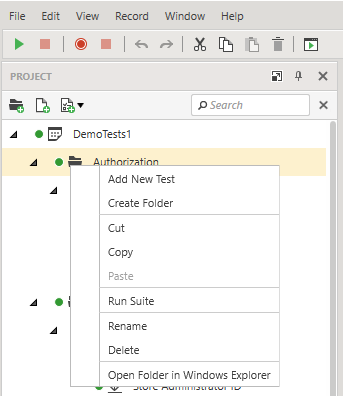 File Edit View Record Window Help
PROJECT
Search
DemoTests1
Authorization
Add New Test
Create Folder
Cut
Copy
Paste
Run Suite
Rename
Delete
Open Folder in Windows Explorer
Store Administrator ID